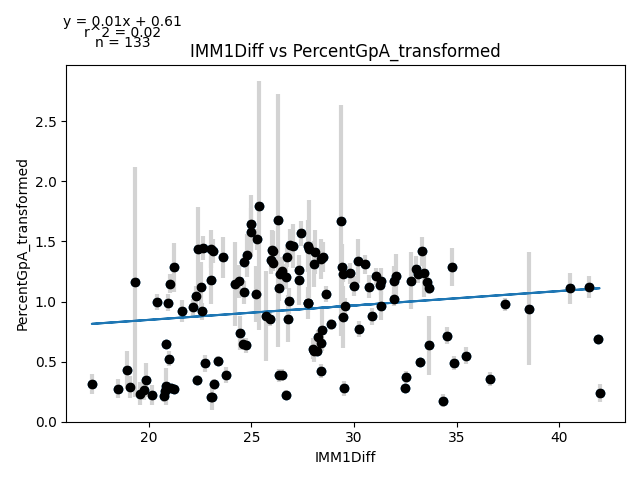 y = 0.01x + 0.61
r^2 = 0.02
n = 133
IMM1Diff vs PercentGpA_transformed
PercentGpA_transformed
2.5
2.0
1.5
1.0
0.5
0.0
20 25 30 35 40
IMM1Diff